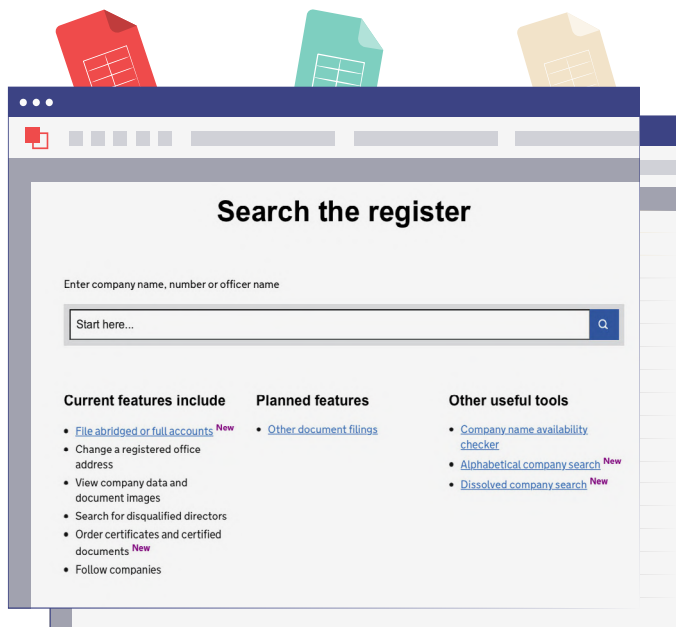 Search the register
Enter company name, number or officer name
Start here...
Current features include
File abridged or full accounts New
Change a registered office
address
View company data and
document images
Search for disqualified directors
Order certificates and certified
documents New
Follow companies
Planned features
Other document filings
Other useful tools
Company name availability
checker
Alphabetical company search New
Dissolved company search New